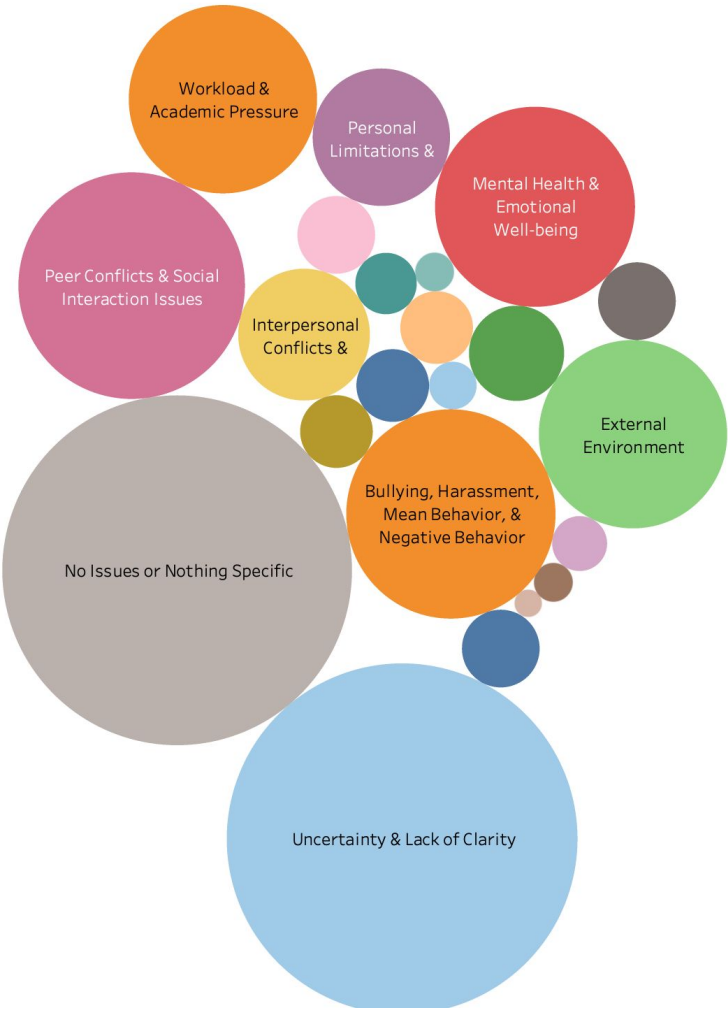 Workload &
Academic Pressure
Personal
Limitations &
Mental Health &
Emotional
Well-being
Peer Conflicts & Social
Interaction Issues
Interpersonal
Conflicts &
External
Environment
Bullying, Harassment,
Mean Behavior, &
Negative Behavior
No Issues or Nothing Specific
Uncertainty & Lack of Clarity